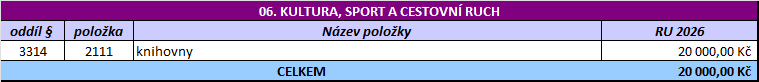 06. KULTURA, SPORT A CESTOVNÍ RUCH
oddíl § položka Název položky RU 2026
3314 2111 knihovny 20 000,00 Kč
CELKEM 20 000,00 Kč